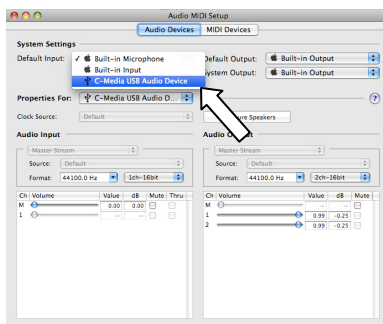 Audio MIDI Setup
Audio Devices MIDI Devices
System Settings
Default Input: ✓ Built-in Microphone
Built-in Input
C-Media USB Audio Device
Default Output: Built-in Output
System Output: Built-in Output
Properties For: C-Media USB Audio D... ?
Clock Source: Default
ure Speakers
Audio Input
Master Stream
Source: Default
Format: 44100.0 Hz 1ch-16bit
Ch Volume Value dB Mute Thru
M 0.00 0.00
1 — —
Audio Output
Master Stream
Source: Default
Format: 44100.0 Hz 2ch-16bit
Ch Volume Value dB Mute
M — —
1 0.99 -0.25
2 0.99 -0.25